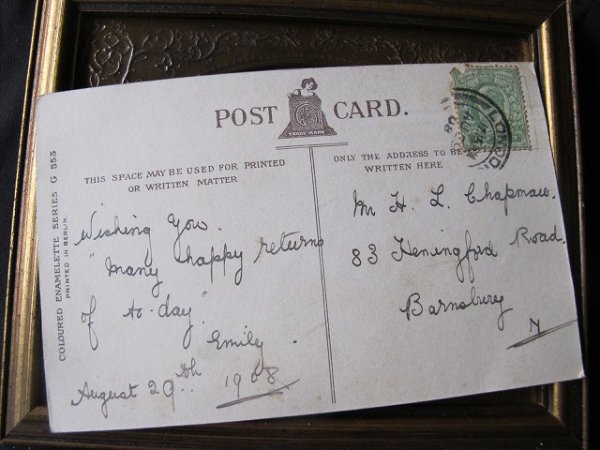 POST CARD.
TRADE MARK
THIS SPACE MAY BE USED FOR PRINTED
OR WRITTEN MATTER
ONLY THE ADDRESS TO BE
WRITTEN HERE
COLOURED ENAMELETTE SERIES G 553
PRINTED IN BERLIN
Wishing you.
"Many happy returns
of to-day"
Emily.
August 29th 1908.
Mr H. L. Chapman.
83 Heningford Road,
Barnsbury
N
LONDON